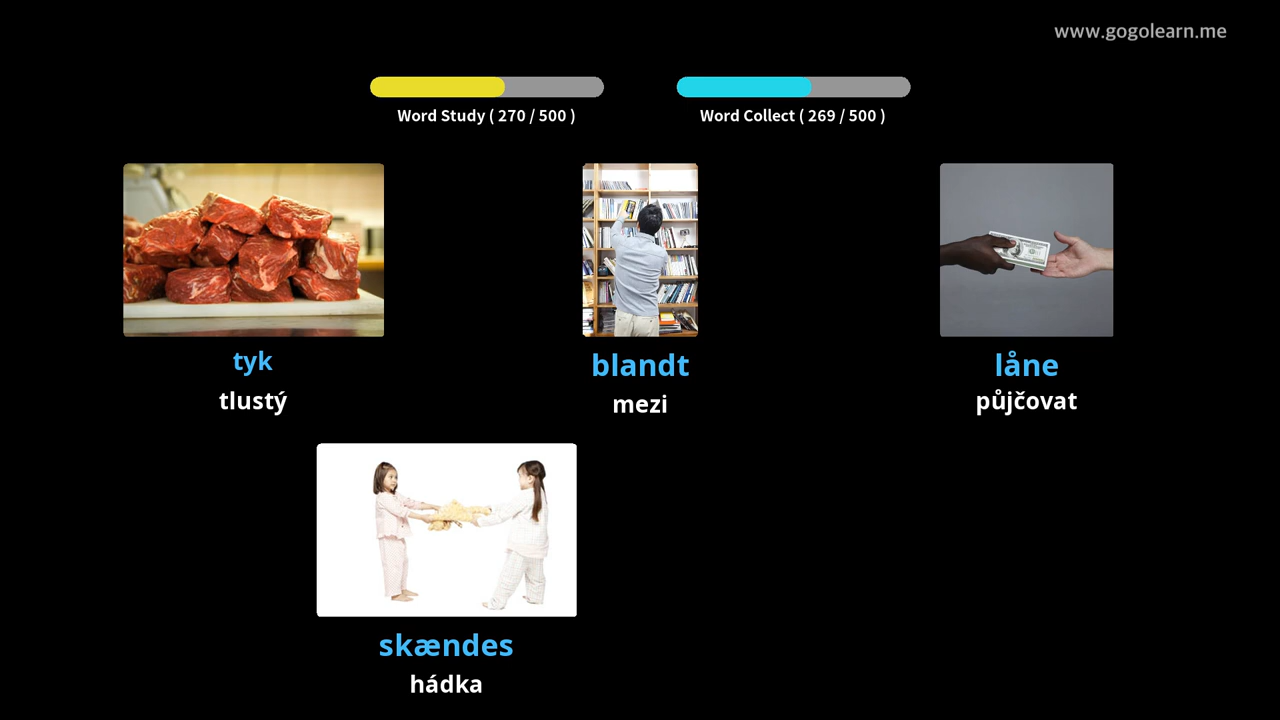 www.gogolearn.me
Word Study ( 270 / 500 )
Word Collect ( 269 / 500 )
tyk
tlustý
blandt
mezi
låne
půjčovat
skændes
hádka